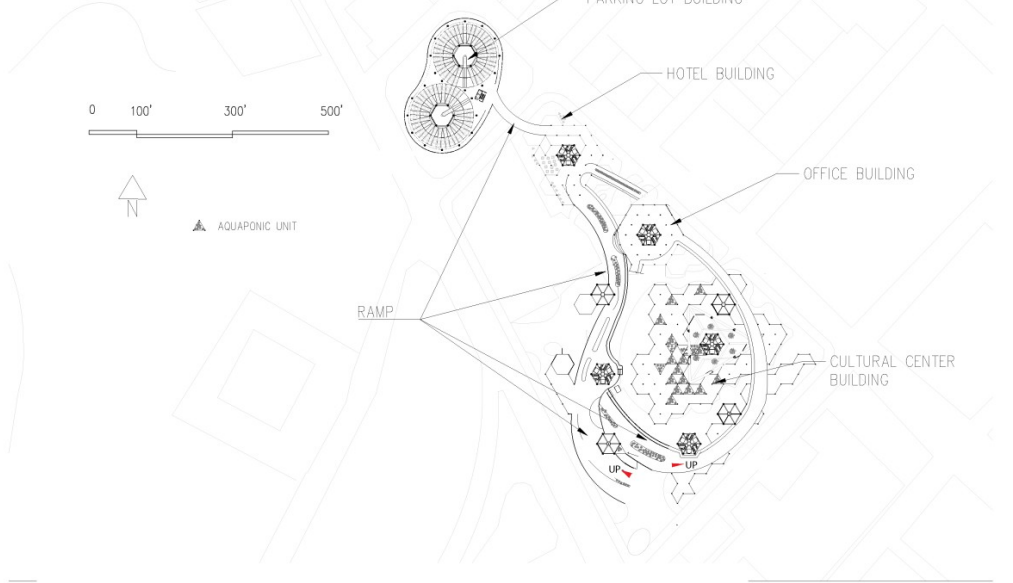 PARKING LOT BUILDING
HOTEL BUILDING
0 100' 300' 500'
OFFICE BUILDING
N
AQUAPONIC UNIT
RAMP
CULTURAL CENTER
BUILDING
UP UP